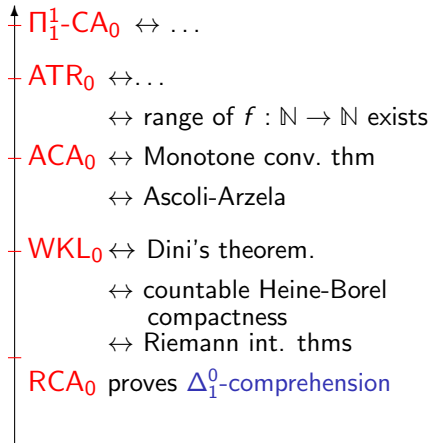 Π¹₁-CA₀ ↔ ...
ATR₀ ↔...
↔ range of f : ℕ → ℕ exists
ACA₀ ↔ Monotone conv. thm
↔ Ascoli-Arzela
WKL₀ ↔ Dini's theorem.
↔ countable Heine-Borel
compactness
↔ Riemann int. thms
RCA₀ proves Δ⁰₁-comprehension